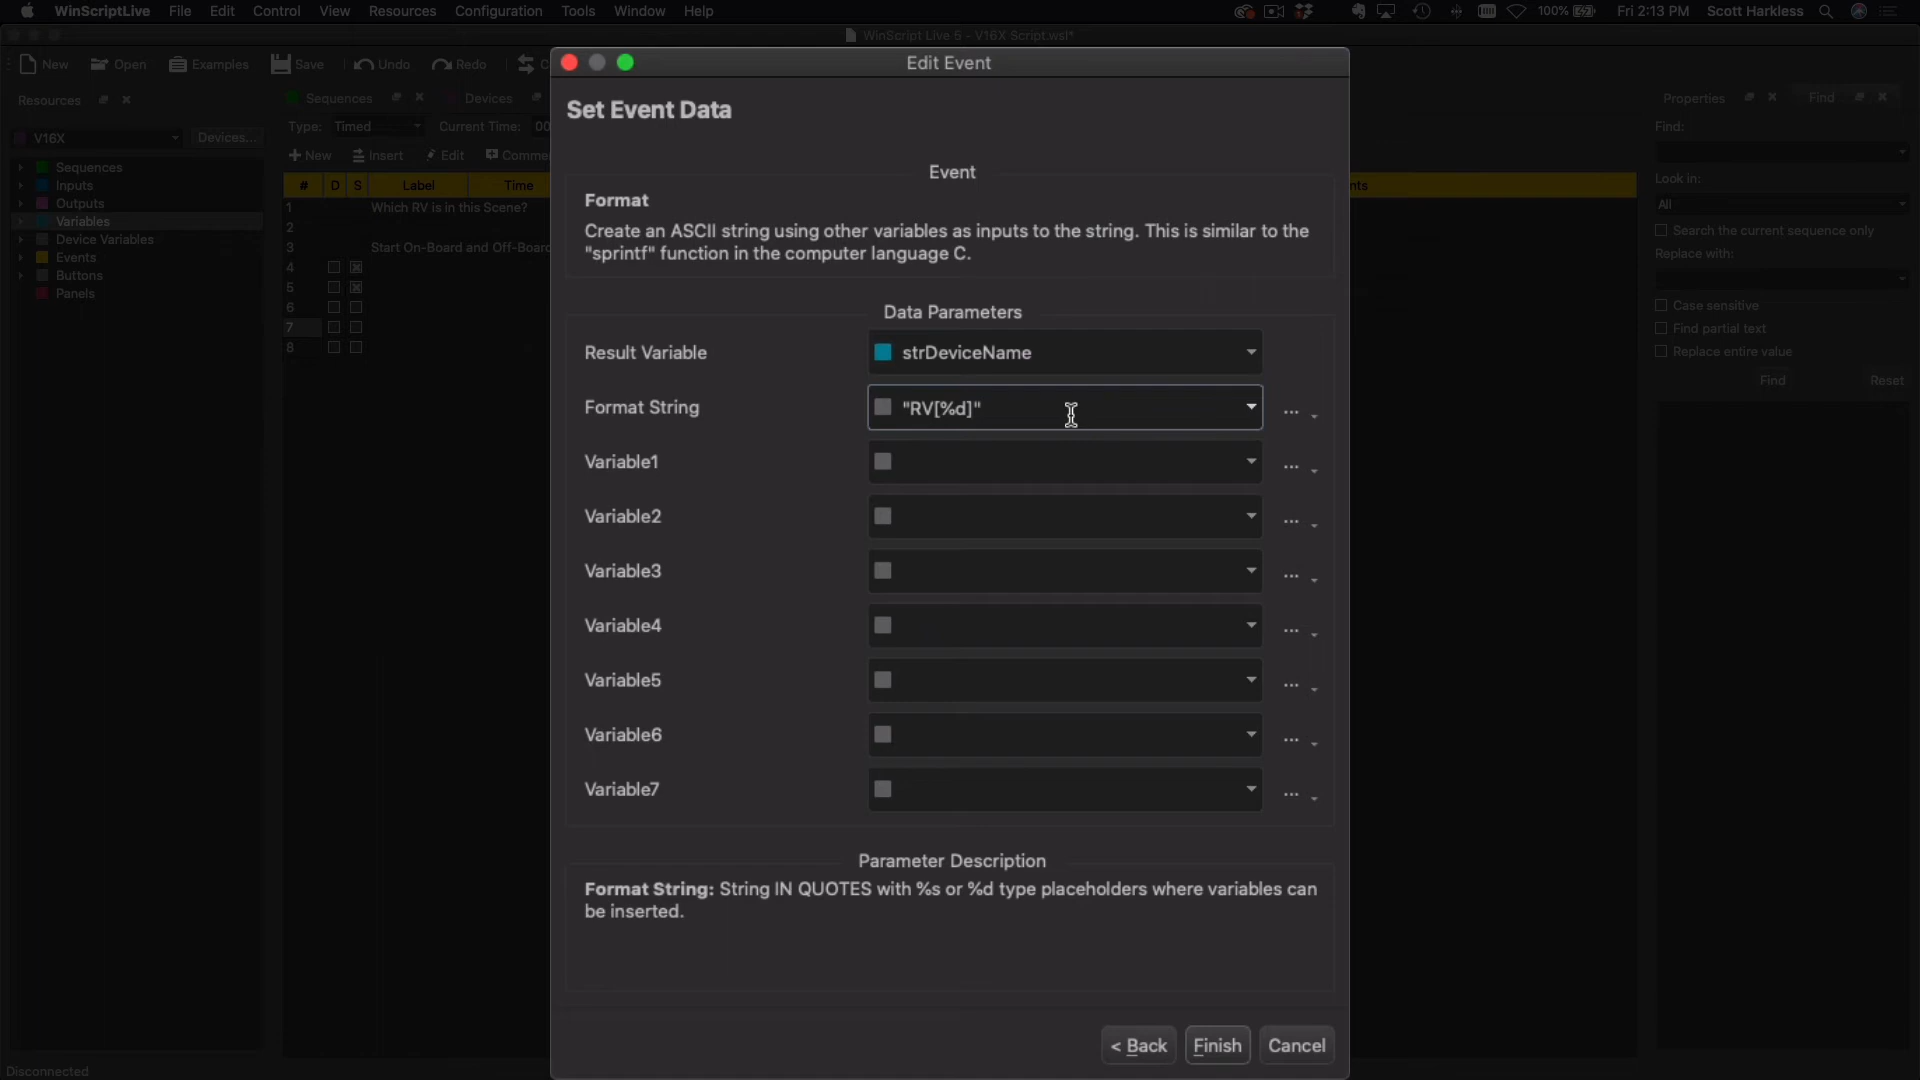 WinScriptLive File Edit Control View Resources Configuration Tools Window Help 100% Fri 2:13 PM Scott Harkless
WinScript Live 5 - V16X Script.wsl*
New Open Examples Save Undo Redo
Edit Event
Resources
Sequences Devices
Properties Find
Set Event Data
V16X Devices...
Type: Timed Current Time: 00
Find:
New Insert Edit Comme
Sequences
Inputs
Outputs
Variables
Device Variables
Events
Buttons
Panels
# D S Label Time nts
1 Which RV is in this Scene?
2
3 Start On-Board and Off-Board
4
5
6
7
8
Event
Format
Create an ASCII string using other variables as inputs to the string. This is similar to the
"sprintf" function in the computer language C.
Data Parameters
Result Variable strDeviceName
Format String "RV[%d]" ...
Variable1 ...
Variable2 ...
Variable3 ...
Variable4 ...
Variable5 ...
Variable6 ...
Variable7 ...
Parameter Description
Format String: String IN QUOTES with %s or %d type placeholders where variables can
be inserted.
< Back Finish Cancel
Look in:
All
Search the current sequence only
Replace with:
Case sensitive
Find partial text
Replace entire value
Find Reset
Disconnected